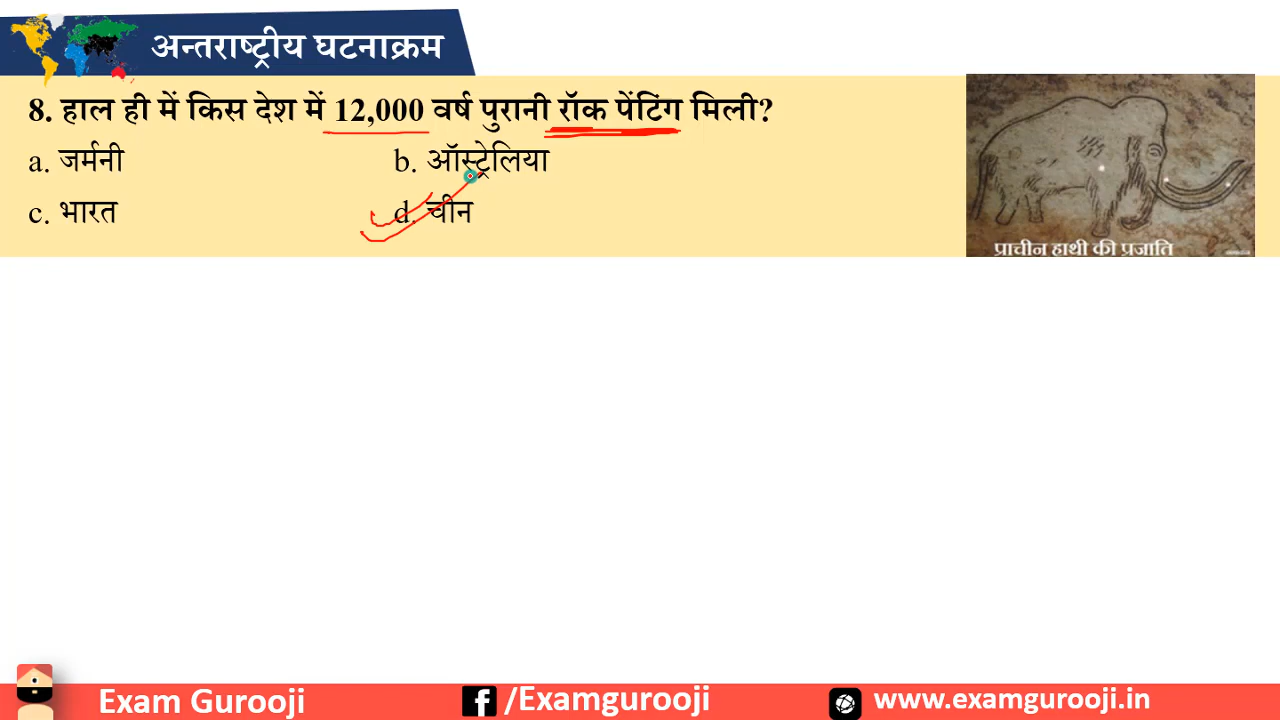 अन्तराष्ट्रीय घटनाक्रम
8. हाल ही में किस देश में 12,000 वर्ष पुरानी रॉक पेंटिंग मिली?
a. जर्मनी b. ऑस्ट्रेलिया
c. भारत d. चीन
प्राचीन हाथी की प्रजाति
Exam Gurooji /Examgurooji www.examgurooji.in